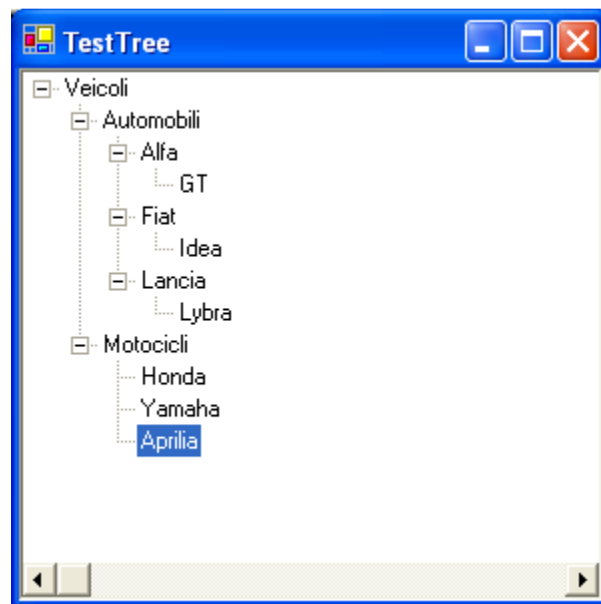 TestTree
Veicoli
Automobili
Alfa
GT
Fiat
Idea
Lancia
Lybra
Motocicli
Honda
Yamaha
Aprilia